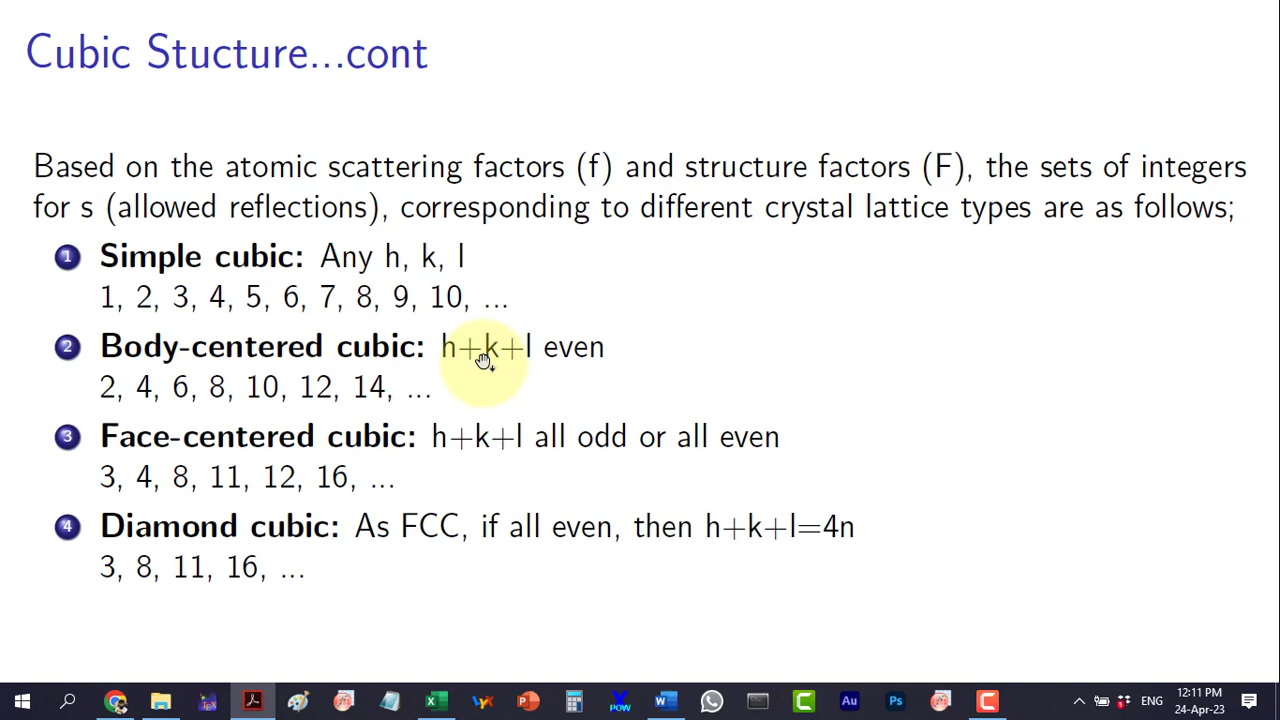 Cubic Stucture...cont
Based on the atomic scattering factors (f) and structure factors (F), the sets of integers
for s (allowed reflections), corresponding to different crystal lattice types are as follows;
1 Simple cubic: Any h, k, l
1, 2, 3, 4, 5, 6, 7, 8, 9, 10, ...
2 Body-centered cubic: h+k+l even
2, 4, 6, 8, 10, 12, 14, ...
3 Face-centered cubic: h+k+l all odd or all even
3, 4, 8, 11, 12, 16, ...
4 Diamond cubic: As FCC, if all even, then h+k+l=4n
3, 8, 11, 16, ...
POW
Au
Ps
ENG
12:11 PM
24-Apr-23